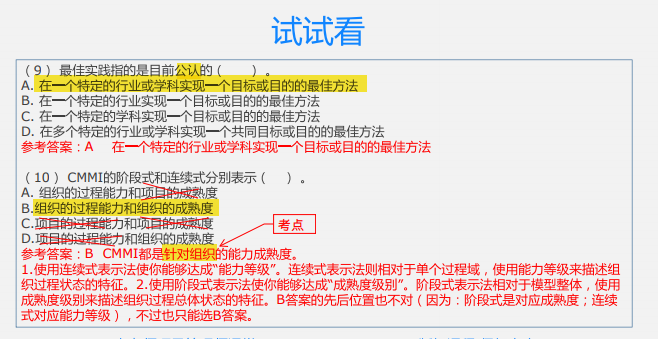 试试看
（9 ）最佳实践指的是目前公认的（ ）。
A. 在一个特定的行业或学科实现一个目标或目的的最佳方法
B. 在一个特定的行业实现一个目标或目的的最佳方法
C. 在一个特定的学科实现一个目标或目的的最佳方法
D. 在多个特定的行业或学科实现一个共同目标或目的的最佳方法
参考答案：A 在一个特定的行业或学科实现一个目标或目的的最佳方法
（10 ）CMMI的阶段式和连续式分别表示（ ）。
A. 组织的过程能力和项目的成熟度
B.组织的过程能力和组织的成熟度
C.项目的过程能力和项目的成熟度
考点
D.项目的过程能力和组织的成熟度
参考答案：B CMMI都是针对组织的能力成熟度。
1.使用连续式表示法使你能够达成“能力等级”。连续式表示法则相对于单个过程域，使用能力等级来描述组
织过程状态的特征。2.使用阶段式表示法使你能够达成“成熟度级别”。阶段式表示法相对于模型整体，使用
成熟度级别来描述组织过程总体状态的特征。B答案的先后位置也不对（因为：阶段式是对应成熟度；连续
式对应能力等级），不过也只能选B答案。